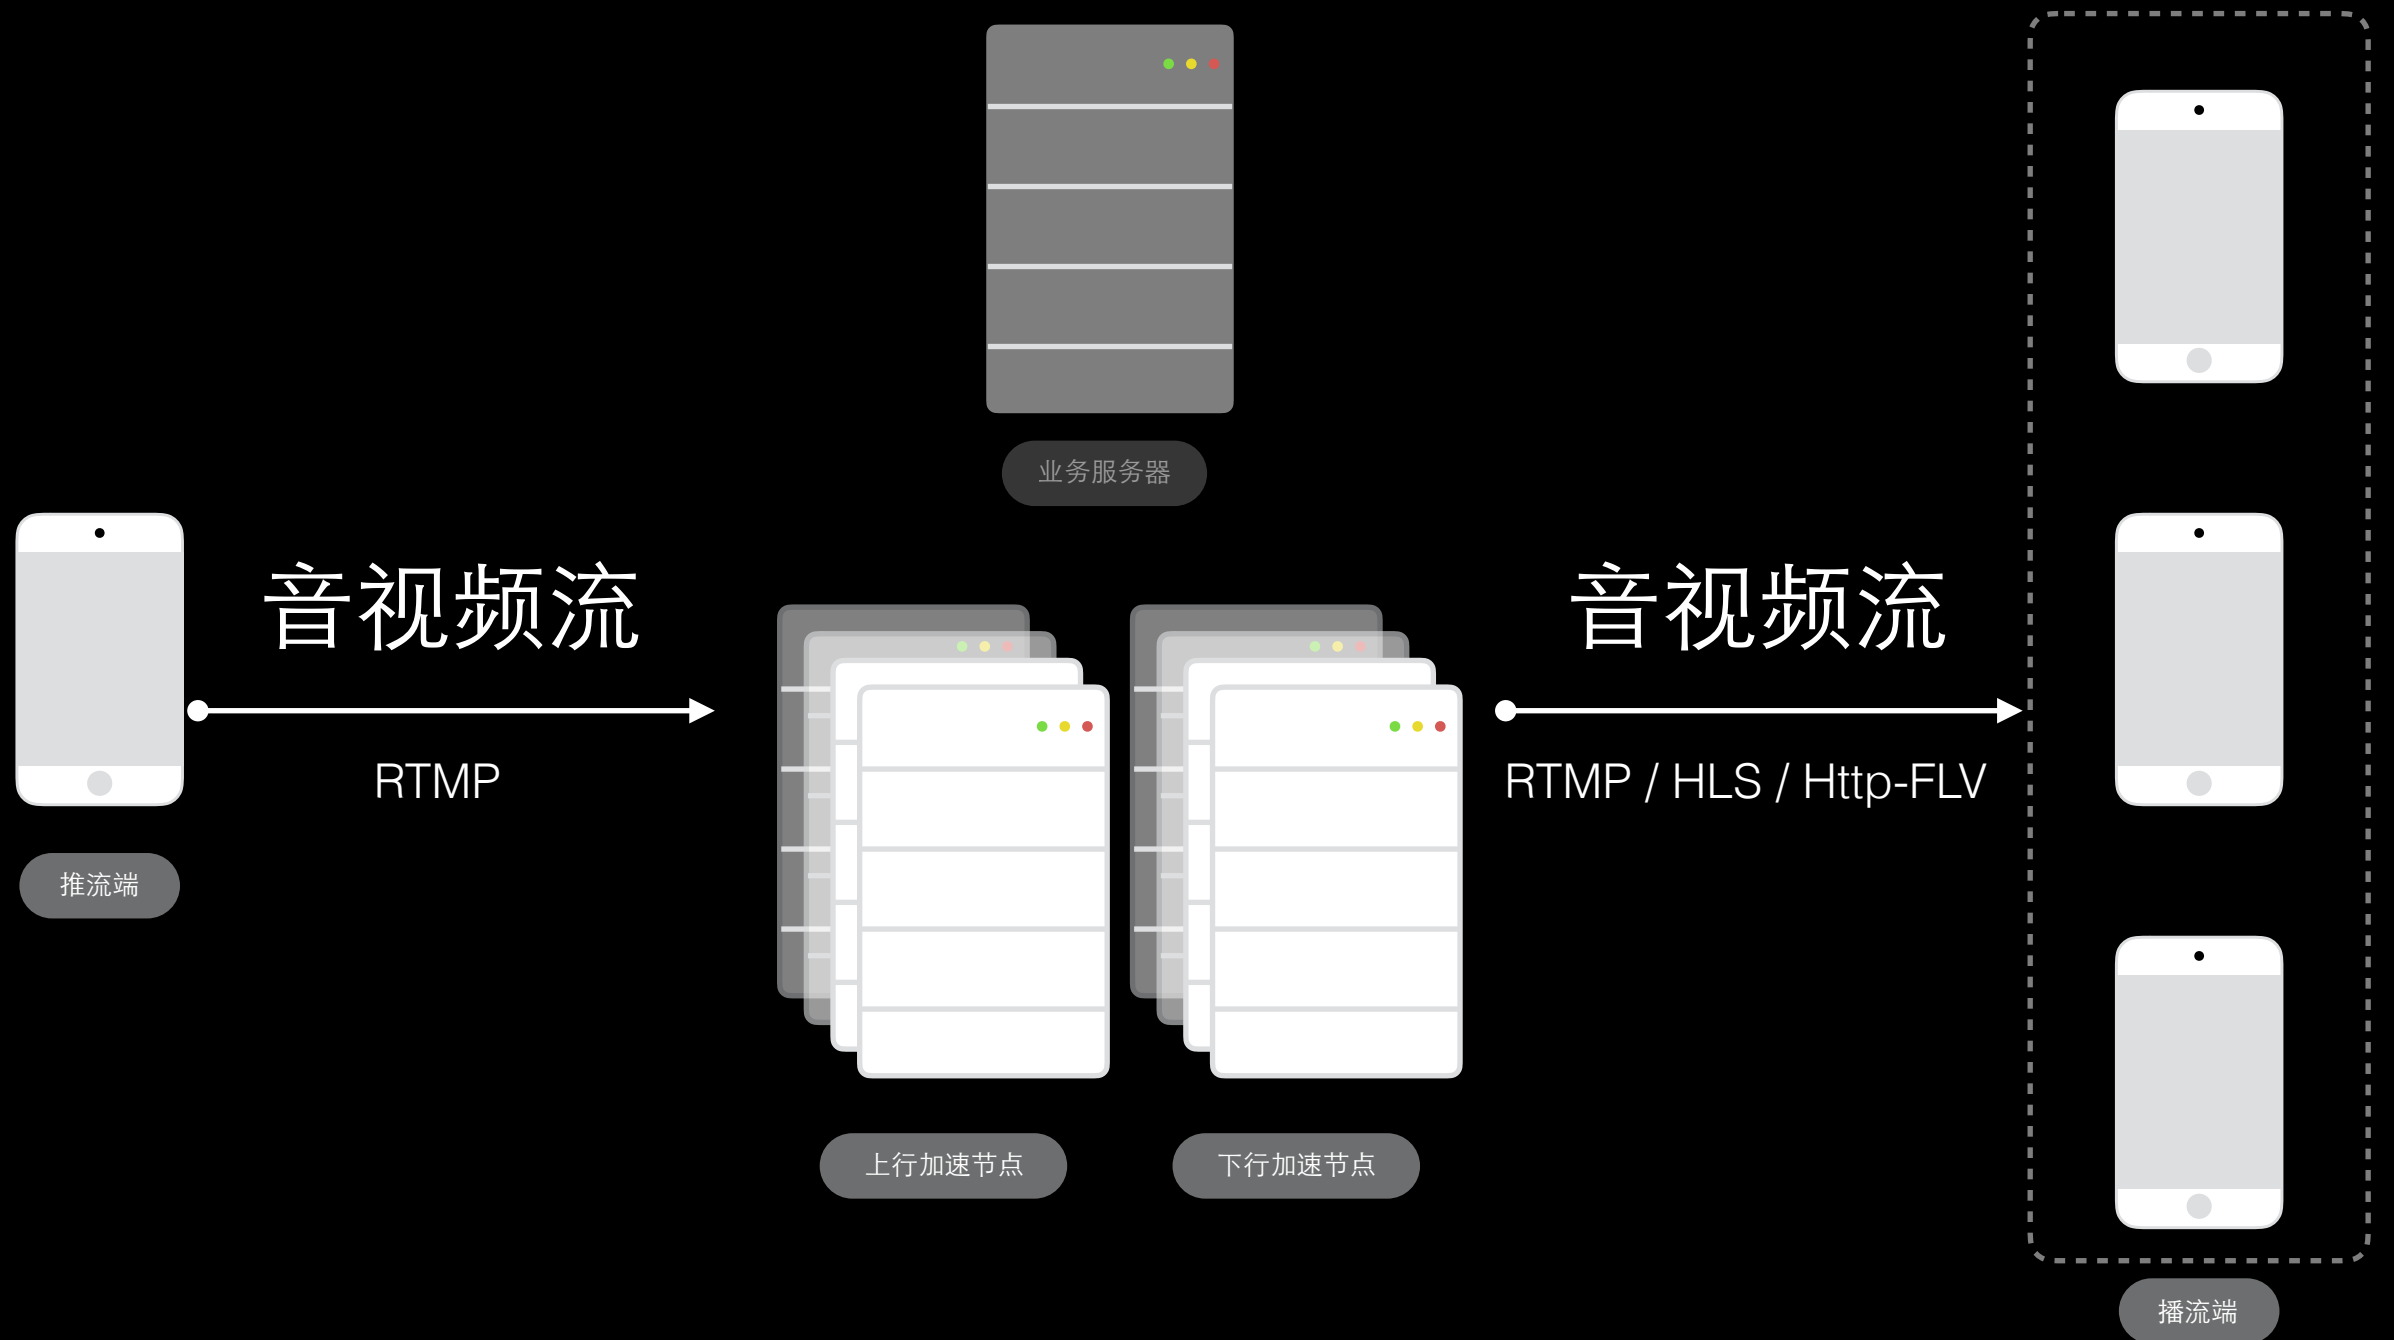 业务服务器
音视频流
RTMP
推流端
上行加速节点
下行加速节点
音视频流
RTMP / HLS / Http-FLV
播流端